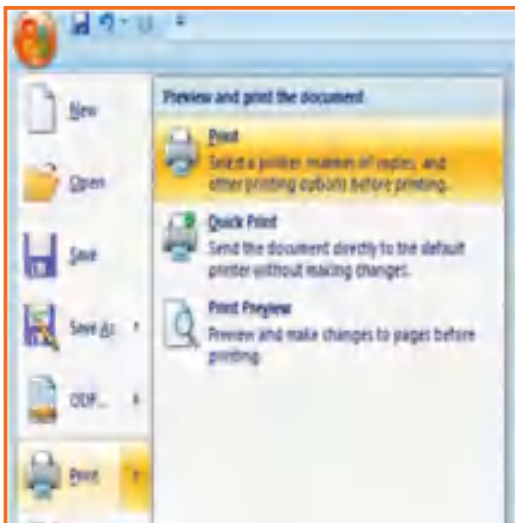 New
Open
Save
Save As
ODF...
Print
Preview and print the document
Print
Select a printer, number of copies, and
other printing options before printing.
Quick Print
Send the document directly to the default
printer without making changes.
Print Preview
Preview and make changes to pages before
printing.